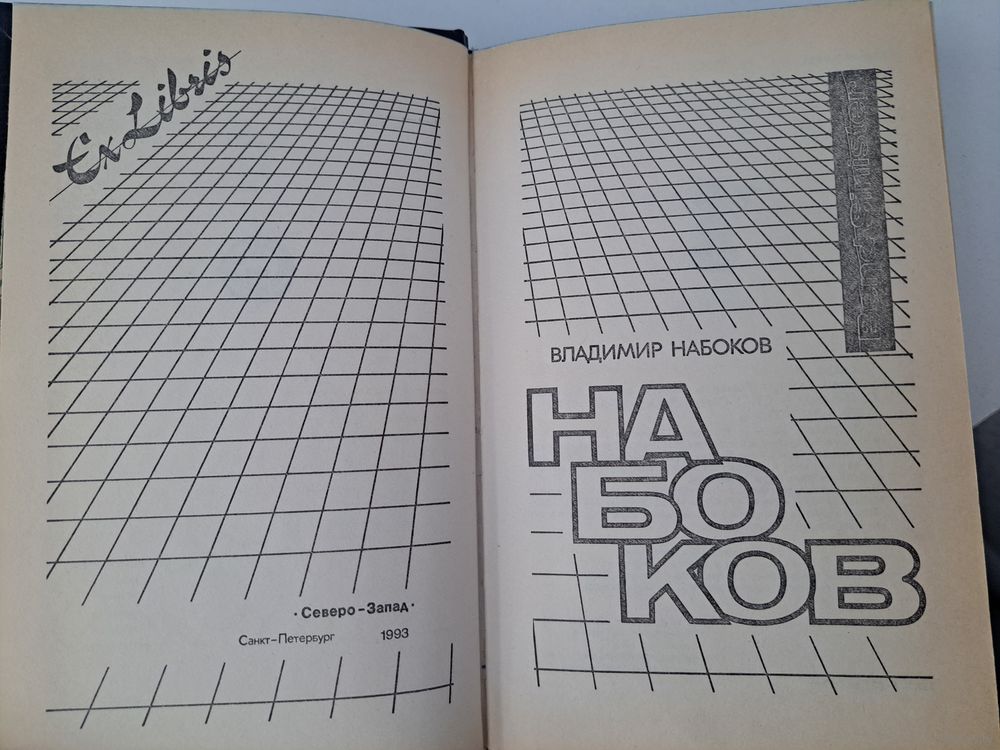 Ex Libris
· Северо-Запад ·
Санкт-Петербург 1993
ВЛАДИМИР НАБОКОВ
НА
БО
КОВ